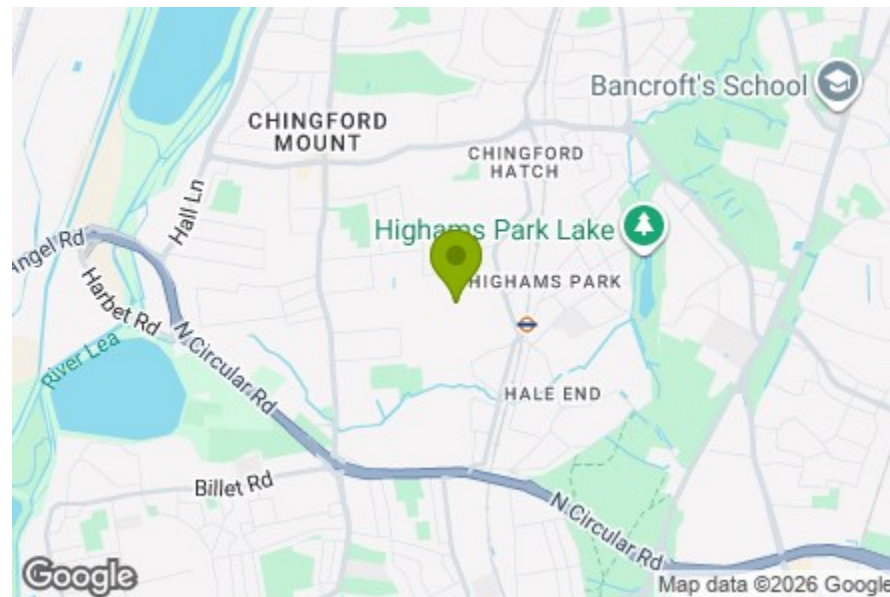 Bancroft's School
CHINGFORD
MOUNT
CHINGFORD
HATCH
Hall Ln
Highams Park Lake
Angel Rd
HIGHAMS PARK
Harbet Rd
River Lea
N Circular Rd
HALE END
Billet Rd
N Circular Rd
Google
Map data ©2026 Google